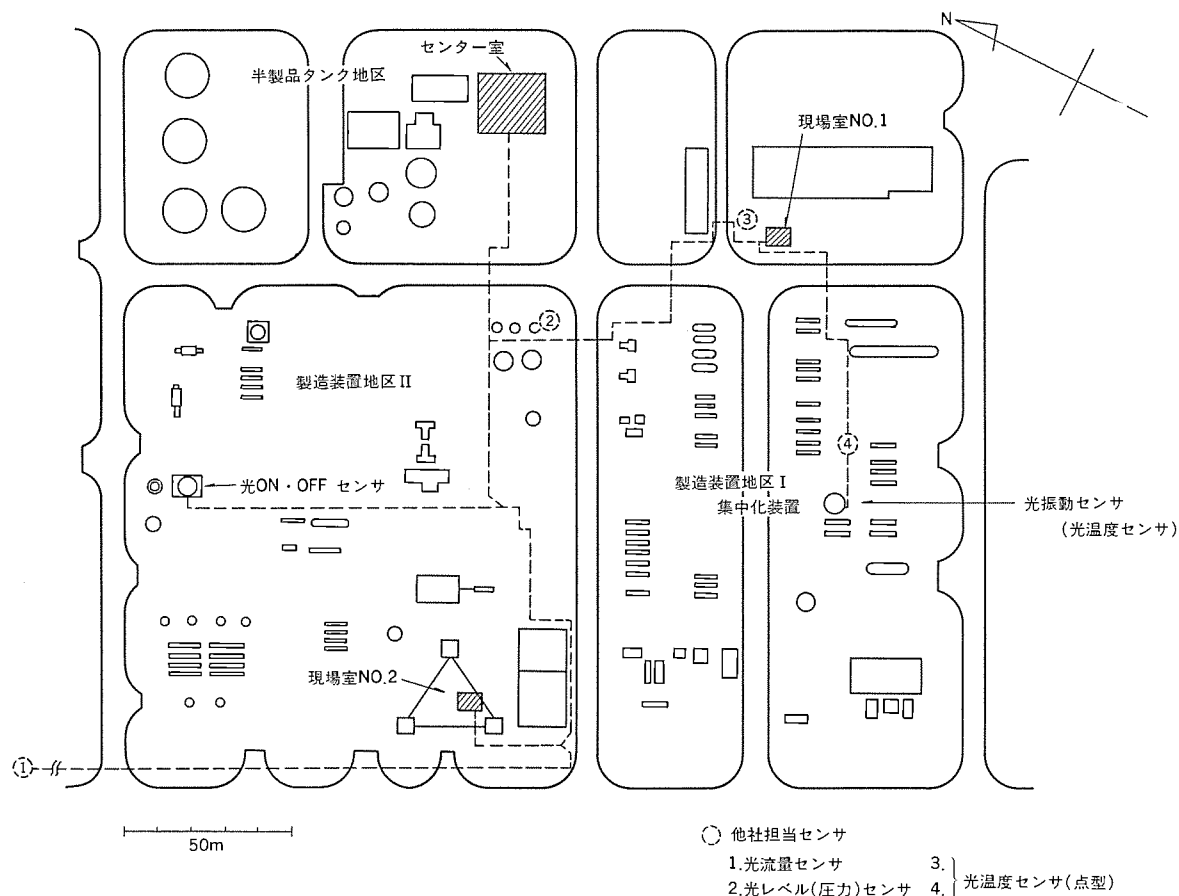 N
センター室
半製品タンク地区
現場室NO.1
3
2
製造装置地区II
4
光ON・OFF センサ
製造装置地区I
集中化装置
光振動センサ
(光温度センサ)
現場室NO.2
1
50m
他社担当センサ
1.光流量センサ 3.
2.光レベル(圧力)センサ 4.
光温度センサ(点型)